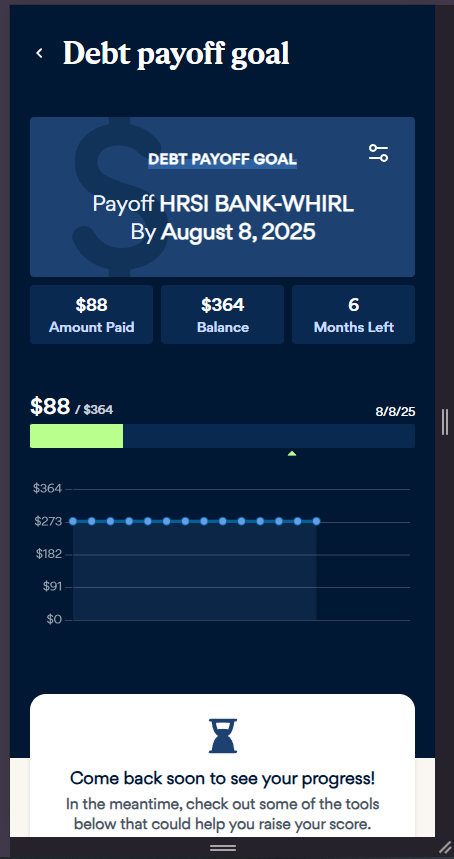 Debt payoff goal
DEBT PAYOFF GOAL
Payoff HRSI BANK-WHIRL
By August 8, 2025
$88
Amount Paid
$364
Balance
6
Months Left
$88 / $364
8/8/25
$364
$273
$182
$91
$0
Come back soon to see your progress!
In the meantime, check out some of the tools
below that could help you raise your score.